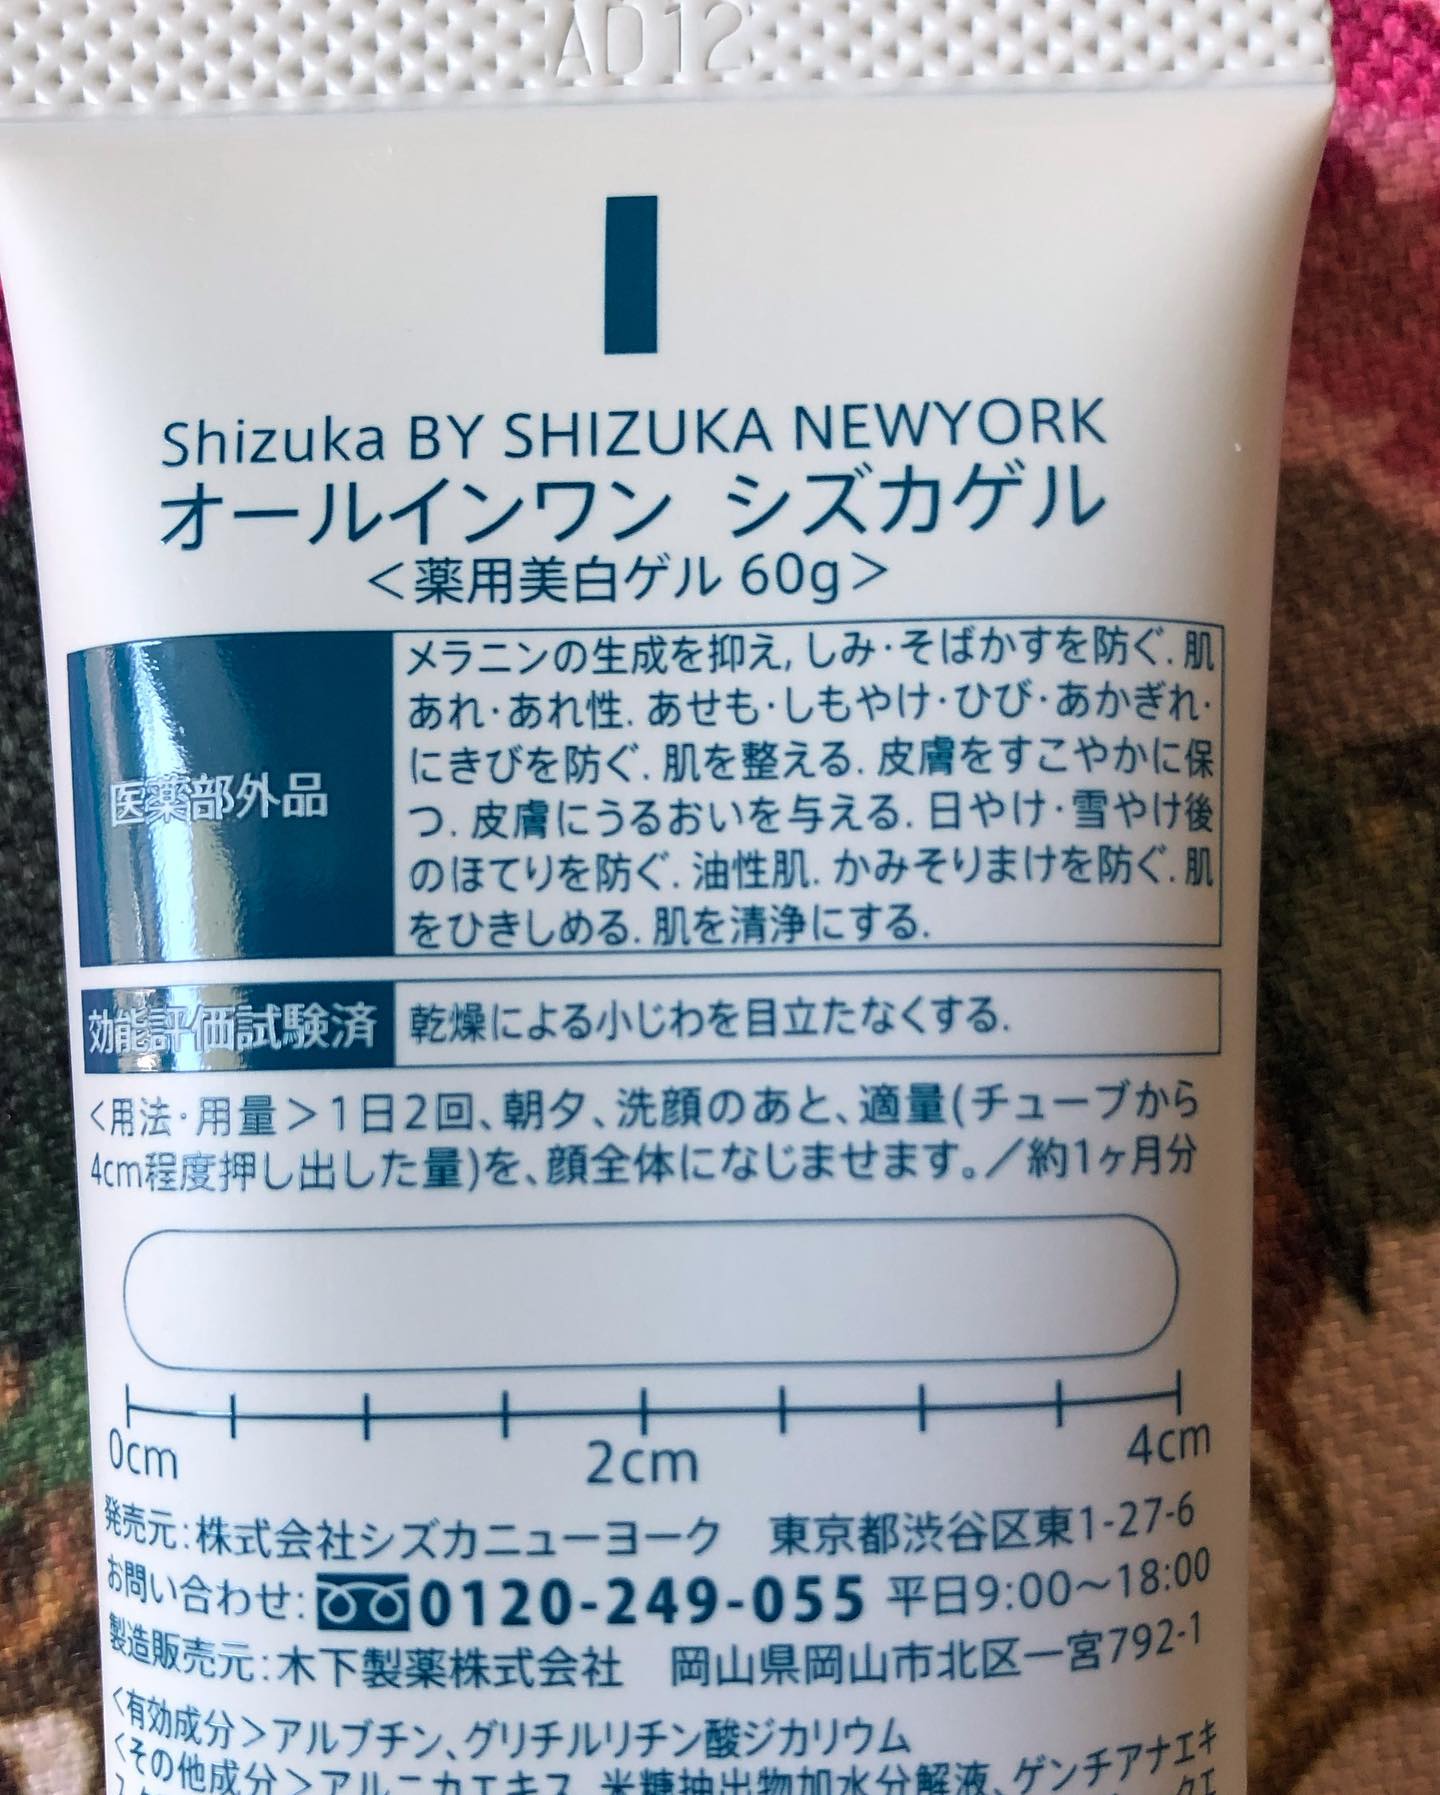 AD12
Shizuka BY SHIZUKA NEWYORK
オールインワン シズカゲル
＜薬用美白ゲル 60g＞
医薬部外品
メラニンの生成を抑え, しみ・そばかすを防ぐ. 肌
あれ・あれ性. あせも・しもやけ・ひび・あかぎれ・
にきびを防ぐ. 肌を整える. 皮膚をすこやかに保
つ. 皮膚にうるおいを与える. 日やけ・雪やけ後
のほてりを防ぐ. 油性肌. かみそりまけを防ぐ. 肌
をひきしめる. 肌を清浄にする.
効能評価試験済 乾燥による小じわを目立たなくする.
＜用法・用量＞1日2回、朝夕、洗顔のあと、適量(チューブから
4cm程度押し出した量)を、顔全体になじませます。／約1ヶ月分
0cm 2cm 4cm
発売元:株式会社シズカニューヨーク 東京都渋谷区東1-27-6
お問い合わせ: 0120-249-055 平日9:00〜18:00
製造販売元:木下製薬株式会社 岡山県岡山市北区一宮792-1
＜有効成分＞アルブチン、グリチルリチン酸ジカリウム
＜その他成分＞アルニカエキス、米糠抽出物加水分解液、ゲンチアナエキ